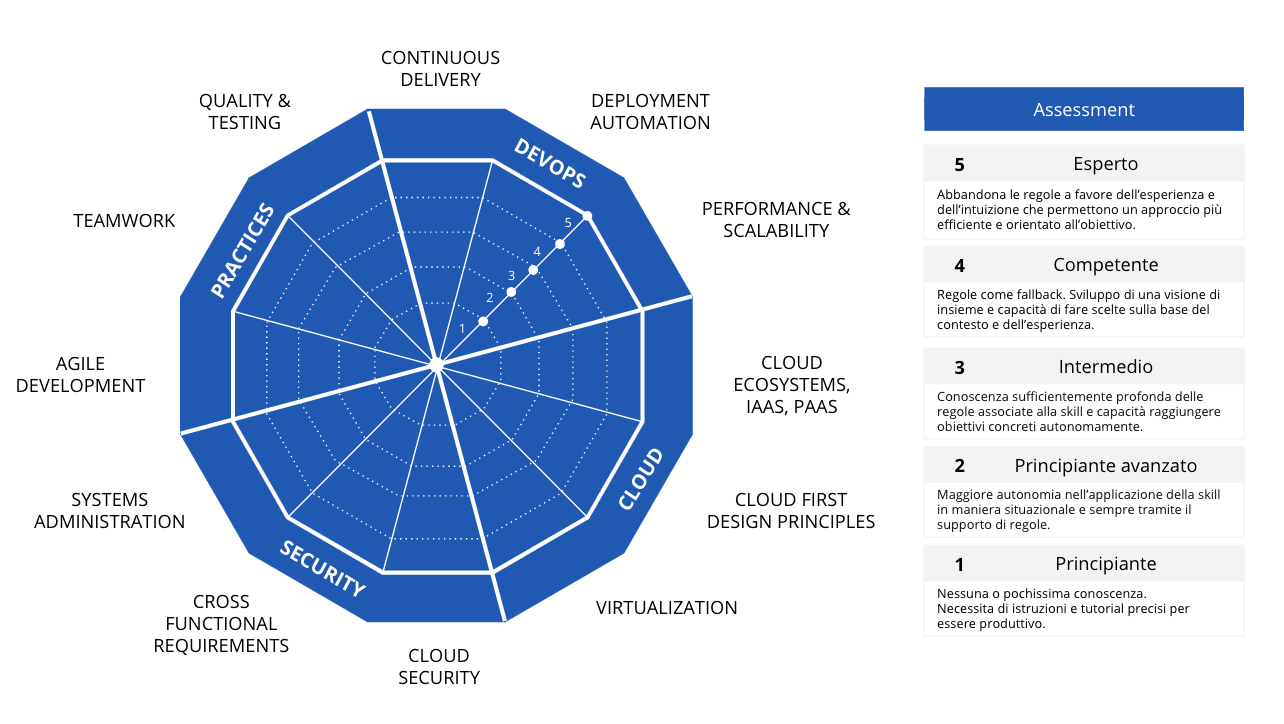 CONTINUOUS
DELIVERY
QUALITY &
TESTING
DEPLOYMENT
AUTOMATION
TEAMWORK
PERFORMANCE &
SCALABILITY
AGILE
DEVELOPMENT
CLOUD
ECOSYSTEMS,
IAAS, PAAS
SYSTEMS
ADMINISTRATION
CLOUD FIRST
DESIGN PRINCIPLES
CROSS
FUNCTIONAL
REQUIREMENTS
VIRTUALIZATION
CLOUD
SECURITY
DEVOPS
PRACTICES
CLOUD
SECURITY
5
4
3
2
1
Assessment
5 Esperto
Abbandona le regole a favore dell’esperienza e
dell’intuizione che permettono un approccio più
efficiente e orientato all’obiettivo.
4 Competente
Regole come fallback. Sviluppo di una visione di
insieme e capacità di fare scelte sulla base del
contesto e dell’esperienza.
3 Intermedio
Conoscenza sufficientemente profonda delle
regole associate alla skill e capacità raggiungere
obiettivi concreti autonomamente.
2 Principiante avanzato
Maggiore autonomia nell’applicazione della skill
in maniera situazionale e sempre tramite il
supporto di regole.
1 Principiante
Nessuna o pochissima conoscenza.
Necessita di istruzioni e tutorial precisi per
essere produttivo.